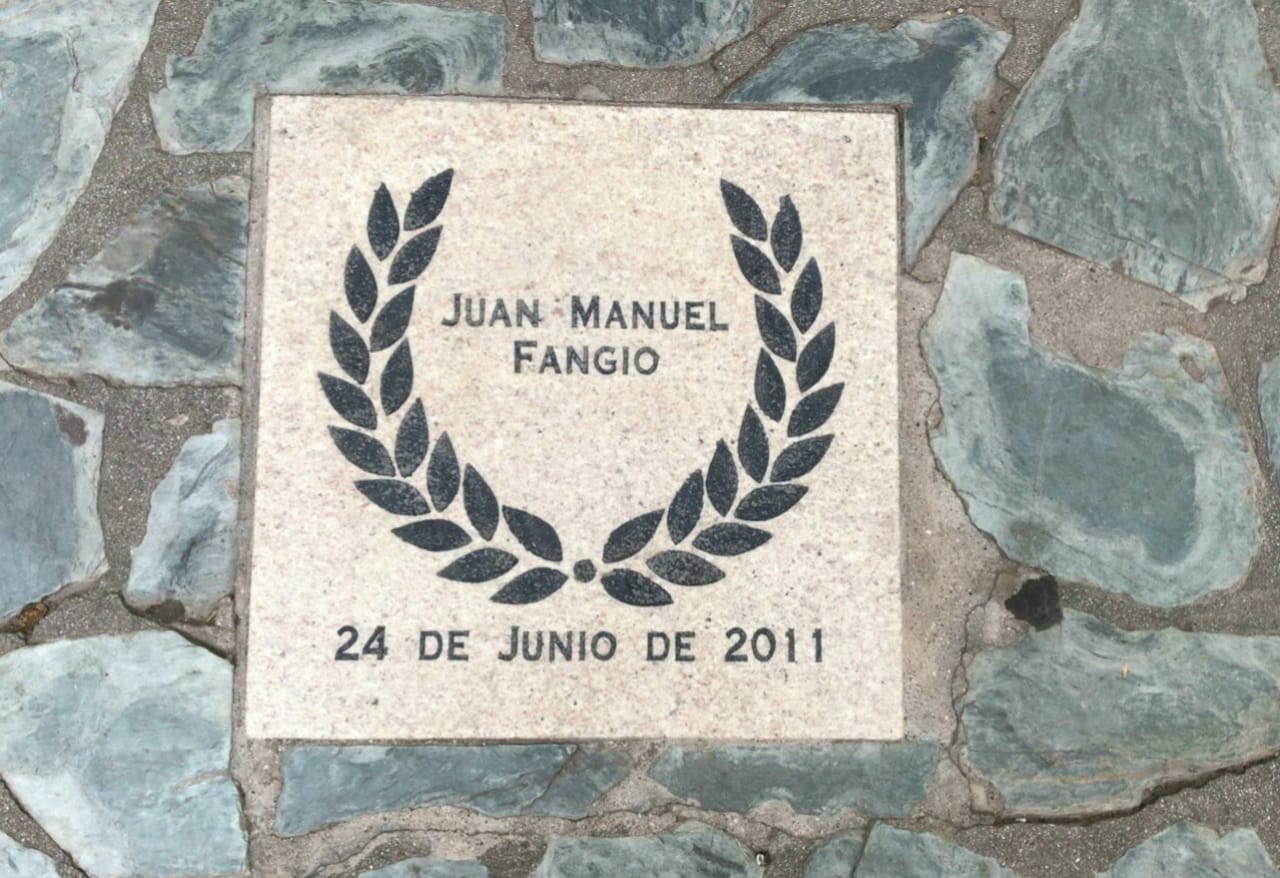 Juan Manuel
Fangio
24 de Junio de 2011